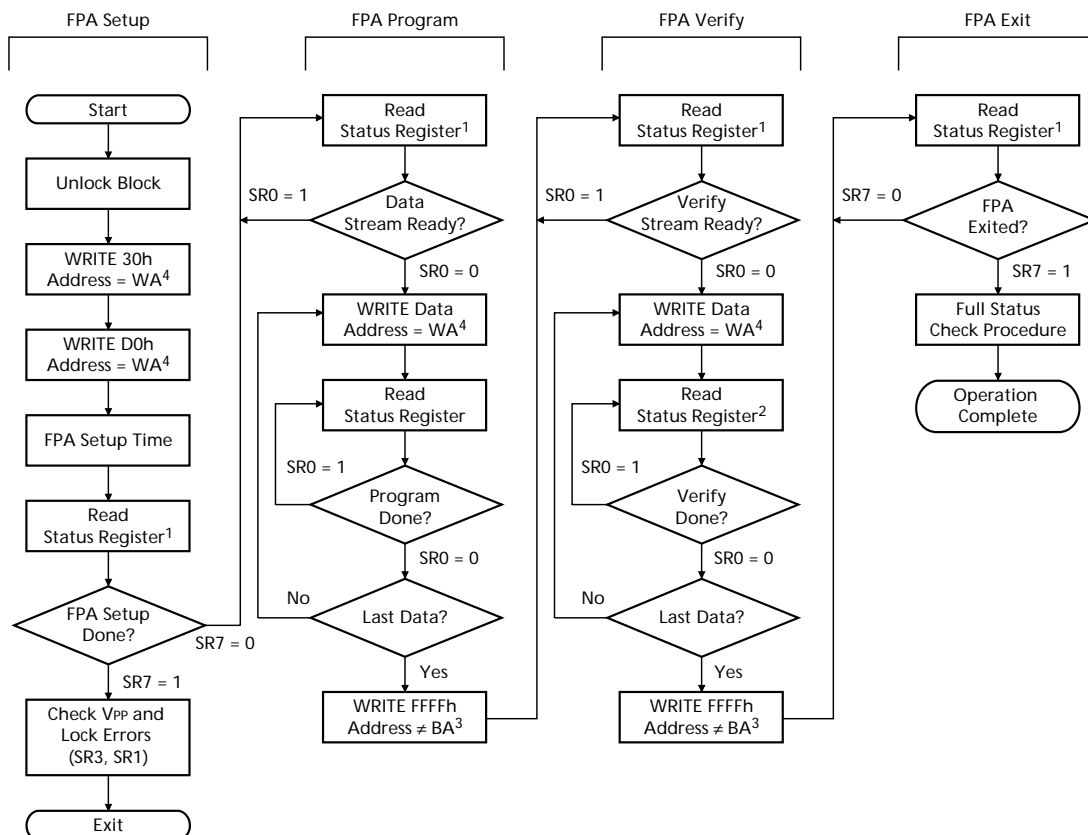 FPA Setup
Start
Unlock Block
WRITE 30h
Address = WA4
WRITE D0h
Address = WA4
FPA Setup Time
Read
Status Register1
FPA Setup
Done?
SR7 = 0
SR7 = 1
Check VPP and
Lock Errors
(SR3, SR1)
Exit
FPA Program
Read
Status Register1
SR0 = 1
Data
Stream Ready?
SR0 = 0
WRITE Data
Address = WA4
Read
Status Register
SR0 = 1
Program
Done?
SR0 = 0
No
Last Data?
Yes
WRITE FFFFh
Address ≠ BA3
FPA Verify
Read
Status Register1
SR0 = 1
Verify
Stream Ready?
SR0 = 0
WRITE Data
Address = WA4
Read
Status Register2
SR0 = 1
Verify
Done?
SR0 = 0
No
Last Data?
Yes
WRITE FFFFh
Address ≠ BA3
FPA Exit
Read
Status Register1
SR7 = 0
FPA
Exited?
SR7 = 1
Full Status
Check Procedure
Operation
Complete